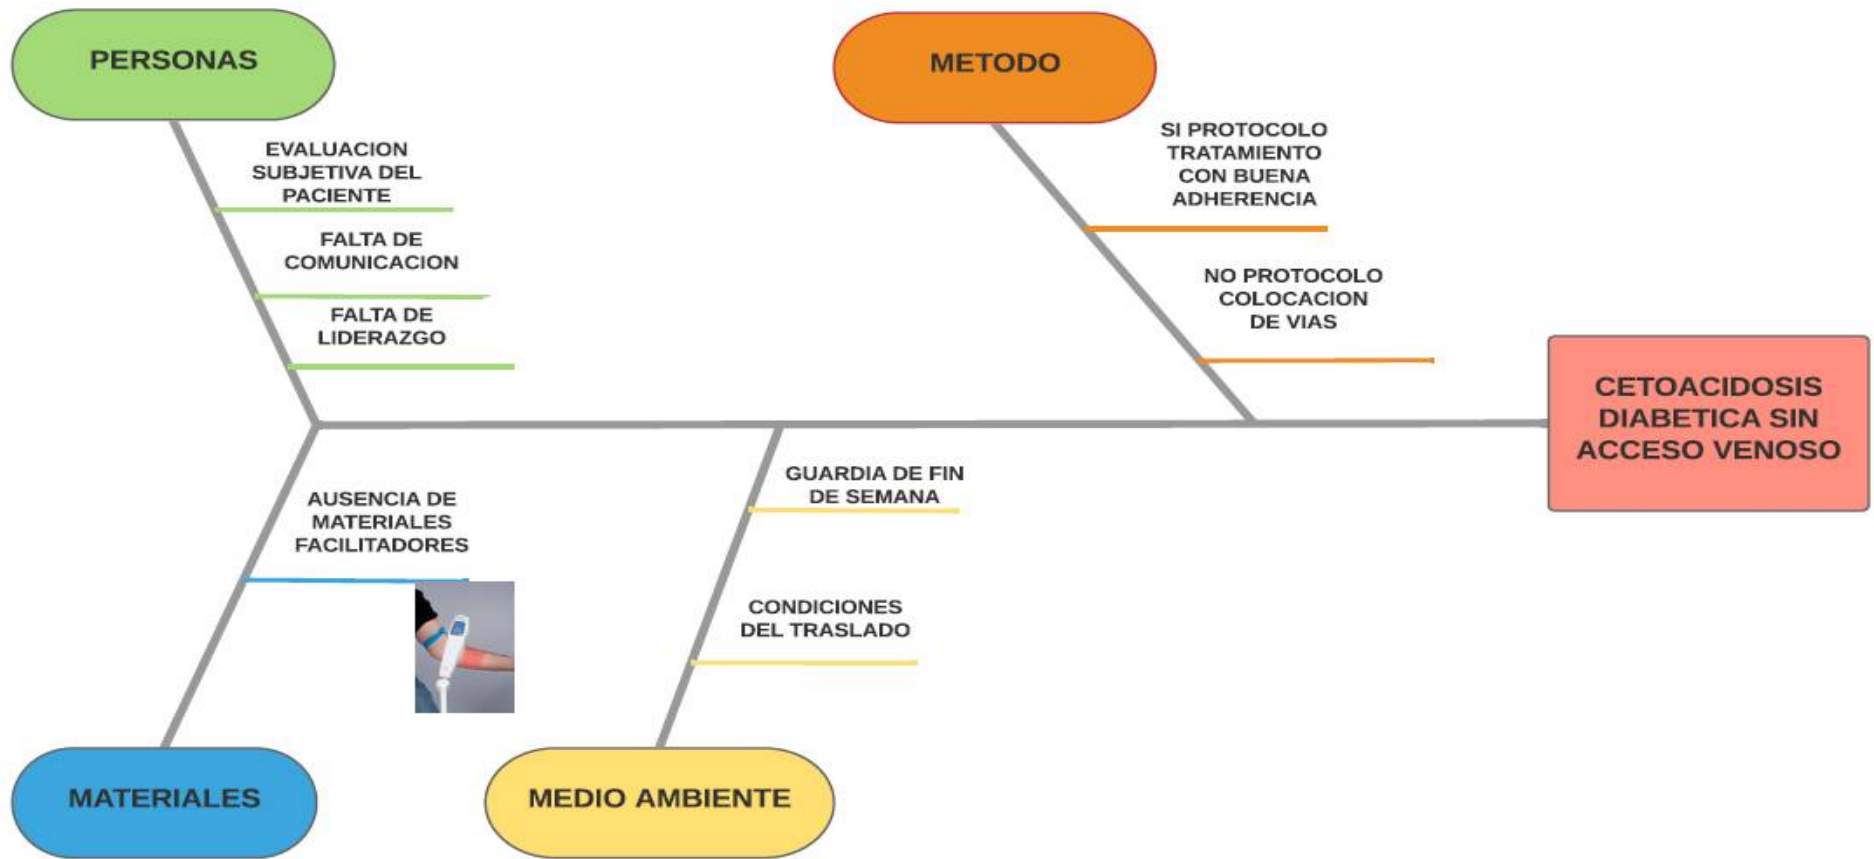 PERSONAS
EVALUACION
SUBJETIVA DEL
PACIENTE
FALTA DE
COMUNICACION
FALTA DE
LIDERAZGO
METODO
SI PROTOCOLO
TRATAMIENTO
CON BUENA
ADHERENCIA
NO PROTOCOLO
COLOCACION
DE VIAS
CETOACIDOSIS
DIABETICA SIN
ACCESO VENOSO
AUSENCIA DE
MATERIALES
FACILITADORES
MATERIALES
GUARDIA DE FIN
DE SEMANA
CONDICIONES
DEL TRASLADO
MEDIO AMBIENTE